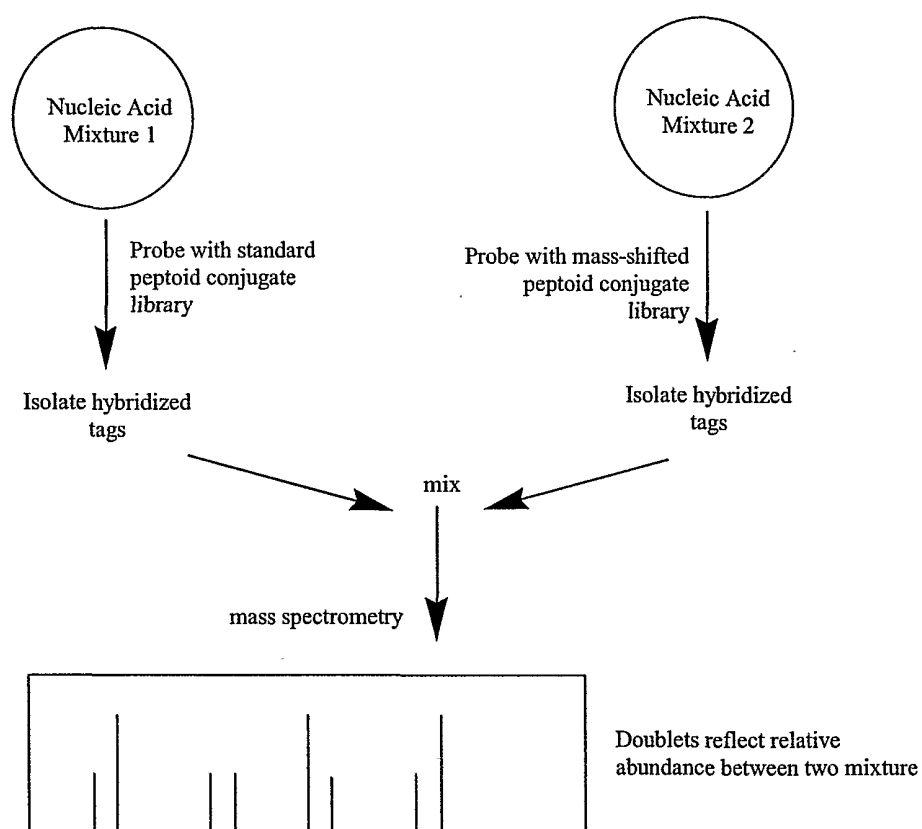 Nucleic Acid
Mixture 1
Nucleic Acid
Mixture 2
Probe with standard
peptoid conjugate
library
Probe with mass-shifted
peptoid conjugate
library
Isolate hybridized
tags
Isolate hybridized
tags
mix
mass spectrometry
Doublets reflect relative
abundance between two mixture